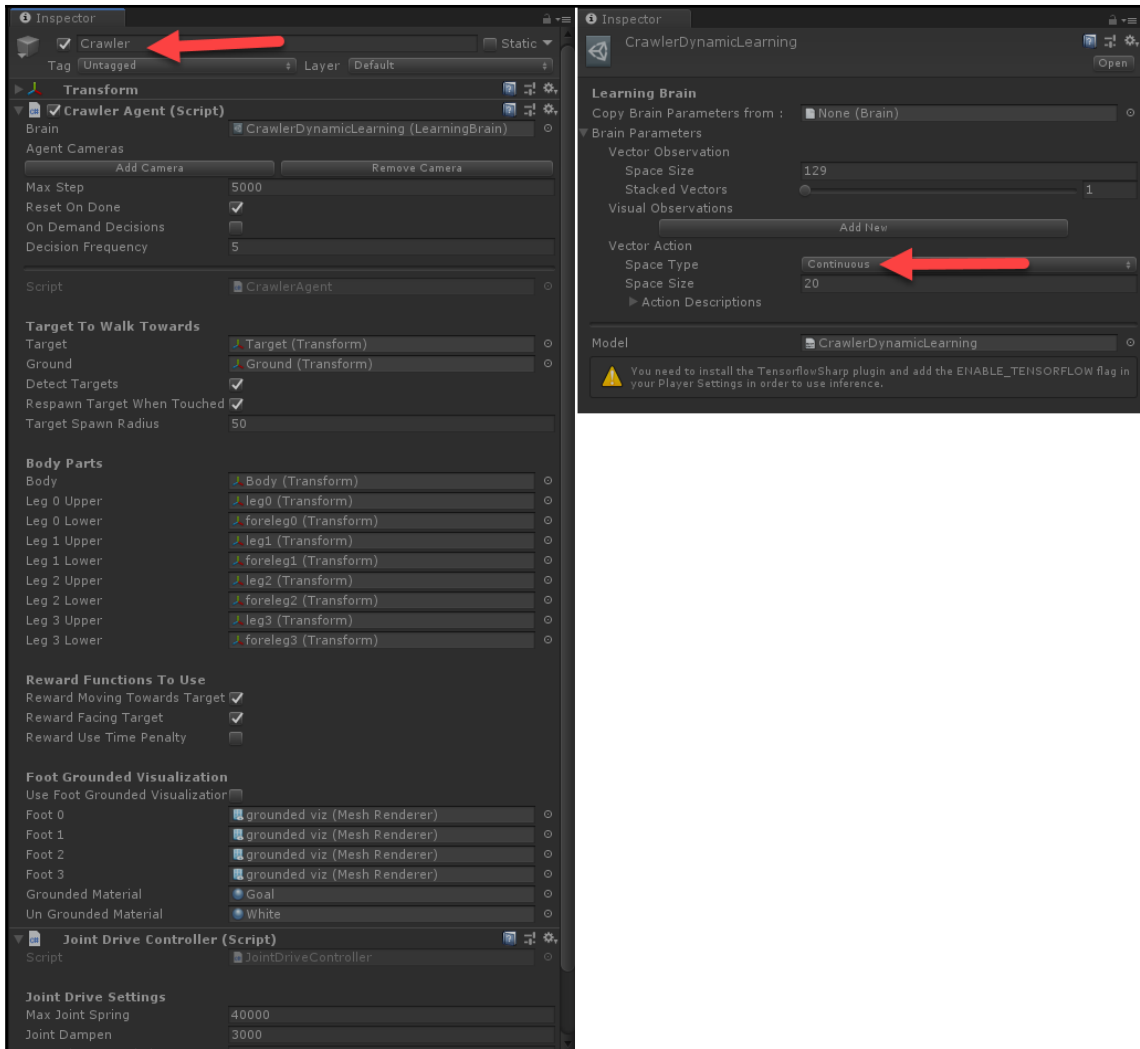 Inspector
Crawler
Static
Tag Untagged Layer Default
Transform
Crawler Agent (Script)
Brain CrawlerDynamicLearning (LearningBrain)
Agent Cameras
Add Camera Remove Camera
Max Step 5000
Reset On Done
On Demand Decisions
Decision Frequency 5
Script CrawlerAgent
Target To Walk Towards
Target Target (Transform)
Ground Ground (Transform)
Detect Targets
Respawn Target When Touched
Target Spawn Radius 50
Body Parts
Body Body (Transform)
Leg 0 Upper leg0 (Transform)
Leg 0 Lower foreleg0 (Transform)
Leg 1 Upper leg1 (Transform)
Leg 1 Lower foreleg1 (Transform)
Leg 2 Upper leg2 (Transform)
Leg 2 Lower foreleg2 (Transform)
Leg 3 Upper leg3 (Transform)
Leg 3 Lower foreleg3 (Transform)
Reward Functions To Use
Reward Moving Towards Target
Reward Facing Target
Reward Use Time Penalty
Foot Grounded Visualization
Use Foot Grounded Visualization
Foot 0 grounded viz (Mesh Renderer)
Foot 1 grounded viz (Mesh Renderer)
Foot 2 grounded viz (Mesh Renderer)
Foot 3 grounded viz (Mesh Renderer)
Grounded Material Goal
Un Grounded Material White
Joint Drive Controller (Script)
Script JointDriveController
Joint Drive Settings
Max Joint Spring 40000
Joint Dampen 3000
Inspector
CrawlerDynamicLearning
Open
Learning Brain
Copy Brain Parameters from : None (Brain)
Brain Parameters
Vector Observation
Space Size 129
Stacked Vectors 1
Visual Observations
Add New
Vector Action
Space Type Continuous
Space Size 20
Action Descriptions
Model CrawlerDynamicLearning
You need to install the TensorflowSharp plugin and add the ENABLE_TENSORFLOW flag in
your Player Settings in order to use inference.